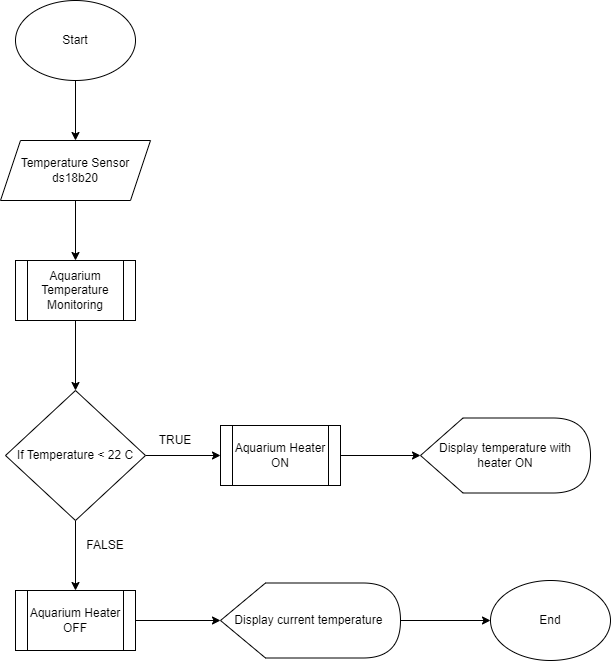 Start
Temperature Sensor
ds18b20
Aquarium
Temperature
Monitoring
If Temperature < 22 C
TRUE
Aquarium Heater
ON
Display temperature with
heater ON
FALSE
Aquarium Heater
OFF
Display current temperature
End